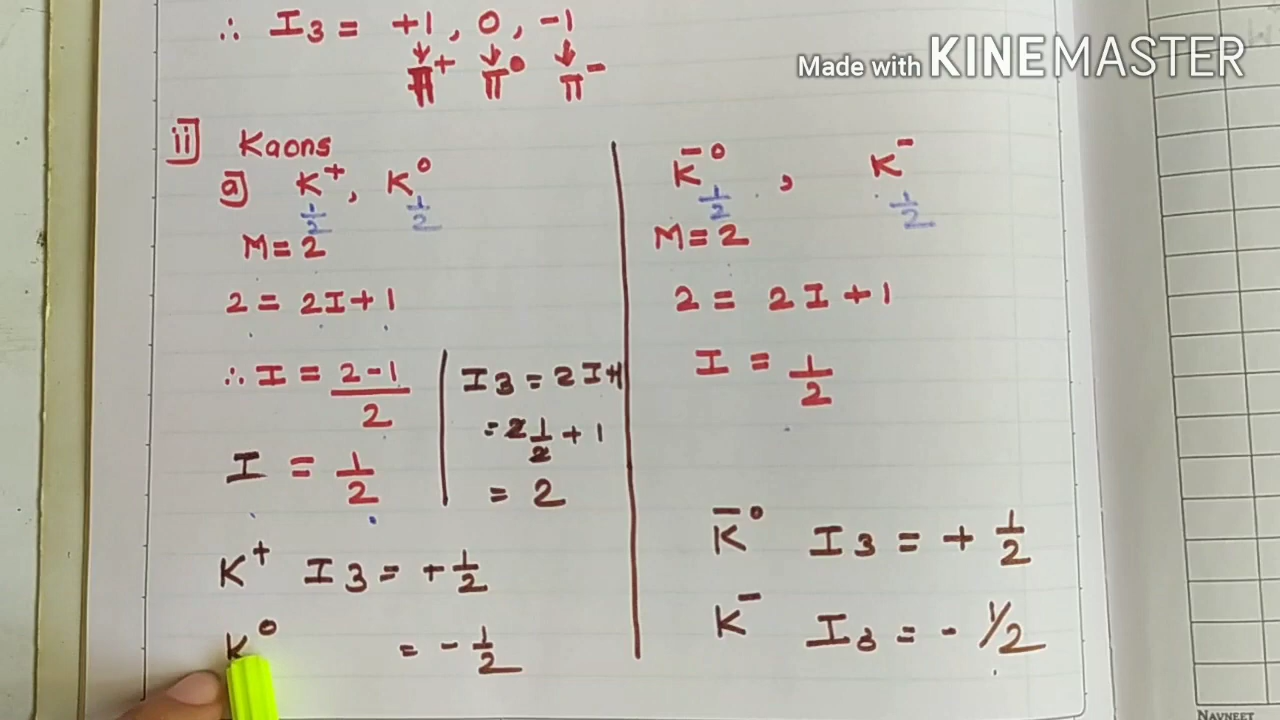 ∴ I3 = +1, 0, -1
↓ ↓ ↓
π+ π0 π-
Made with KINEMASTER
ii] Kaons
a] K+, K0
1/2 1/2
M = 2
2 = 2I + 1
∴ I = 2-1/2
I = 1/2
I3 = 2I+1
= 2 1/2 + 1
= 2
K+ I3 = + 1/2
K0 = - 1/2
K̄0, K-
1/2 1/2
M = 2
2 = 2I + 1
I = 1/2
K̄0 I3 = + 1/2
K- I3 = - 1/2
NAVNEET